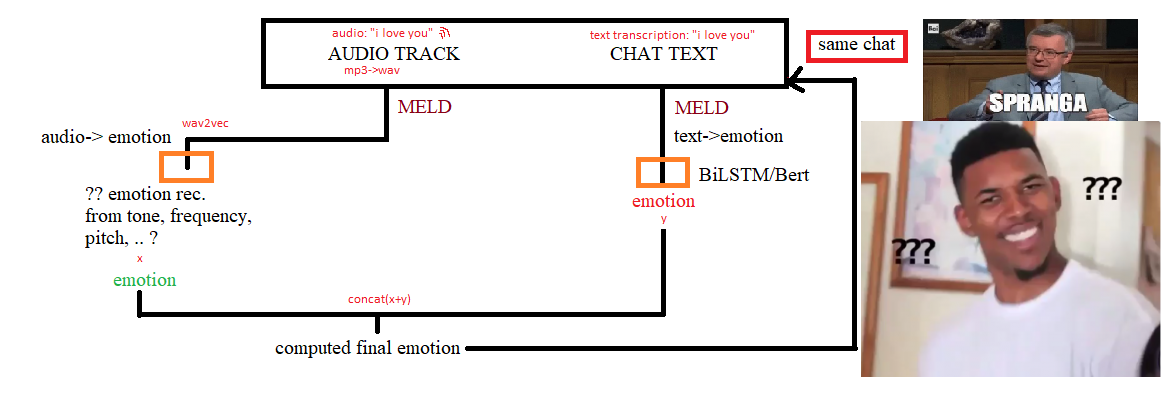 audio: "i love you"
AUDIO TRACK
mp3->wav
text transcription: "i love you"
CHAT TEXT
same chat
Rai
SPRANGA
MELD
MELD
wav2vec
audio-> emotion
text->emotion
BiLSTM/Bert
?? emotion rec.
from tone, frequency,
pitch, .. ?
x
emotion
emotion
y
???
???
concat(x+y)
computed final emotion